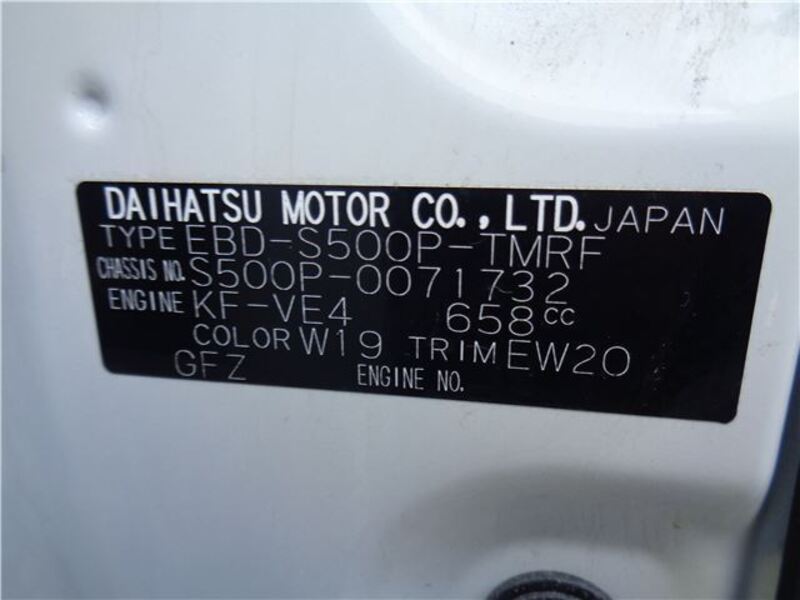 DAIHATSU MOTOR CO., LTD. JAPAN
TYPE EBD-S500P-TMRF
CHASSIS NO. S500P-0071732
ENGINE KF-VE4 658cc
COLOR W19 TRIM EW20
GFZ ENGINE NO.